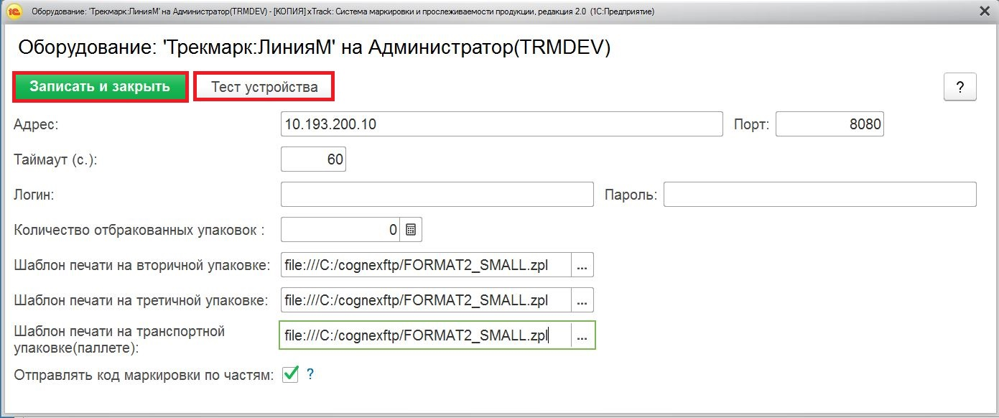 Оборудование: 'Трекмарк:ЛинияМ' на Администратор(TRMDEV) - [КОПИЯ] xTrack: Система маркировки и прослеживаемости продукции, редакция 2.0 (1С:Предприятие)
Оборудование: 'Трекмарк:ЛинияМ' на Администратор(TRMDEV)
Записать и закрыть Тест устройства ?
Адрес: 10.193.200.10 Порт: 8080
Таймаут (с.): 60
Логин: Пароль:
Количество отбракованных упаковок : 0
Шаблон печати на вторичной упаковке: file:///C:/cognexftp/FORMAT2_SMALL.zpl ...
Шаблон печати на третичной упаковке: file:///C:/cognexftp/FORMAT2_SMALL.zpl ...
Шаблон печати на транспортной
упаковке(паллете): file:///C:/cognexftp/FORMAT2_SMALL.zpl ...
Отправлять код маркировки по частям: ?